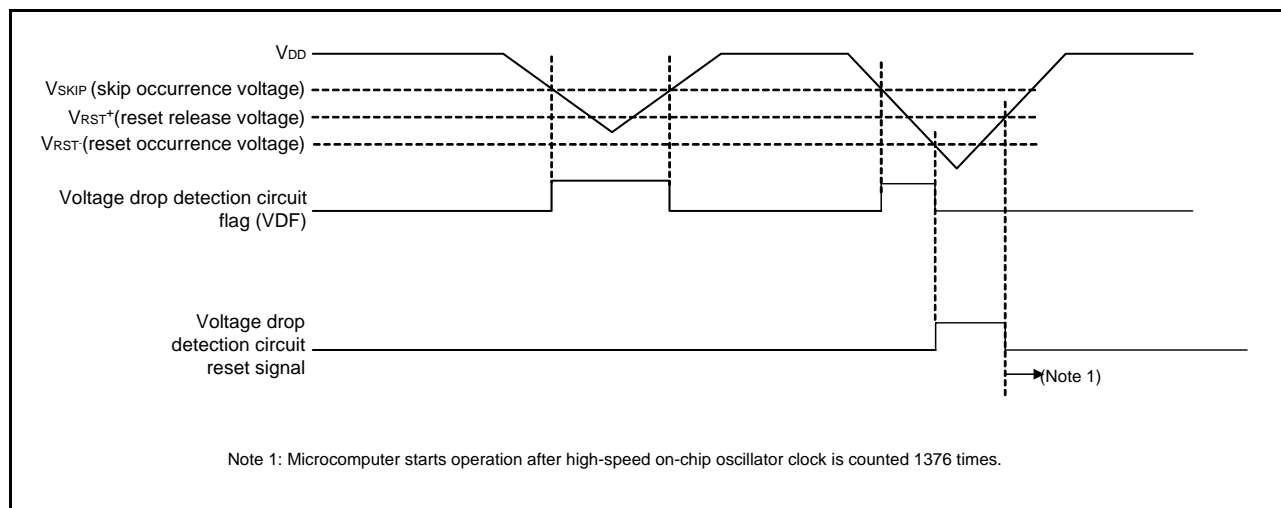 VDD
VSKIP (skip occurrence voltage)
VRST+(reset release voltage)
VRST-(reset occurrence voltage)
Voltage drop detection circuit
flag (VDF)
Voltage drop
detection circuit
reset signal
(Note 1)
Note 1: Microcomputer starts operation after high-speed on-chip oscillator clock is counted 1376 times.